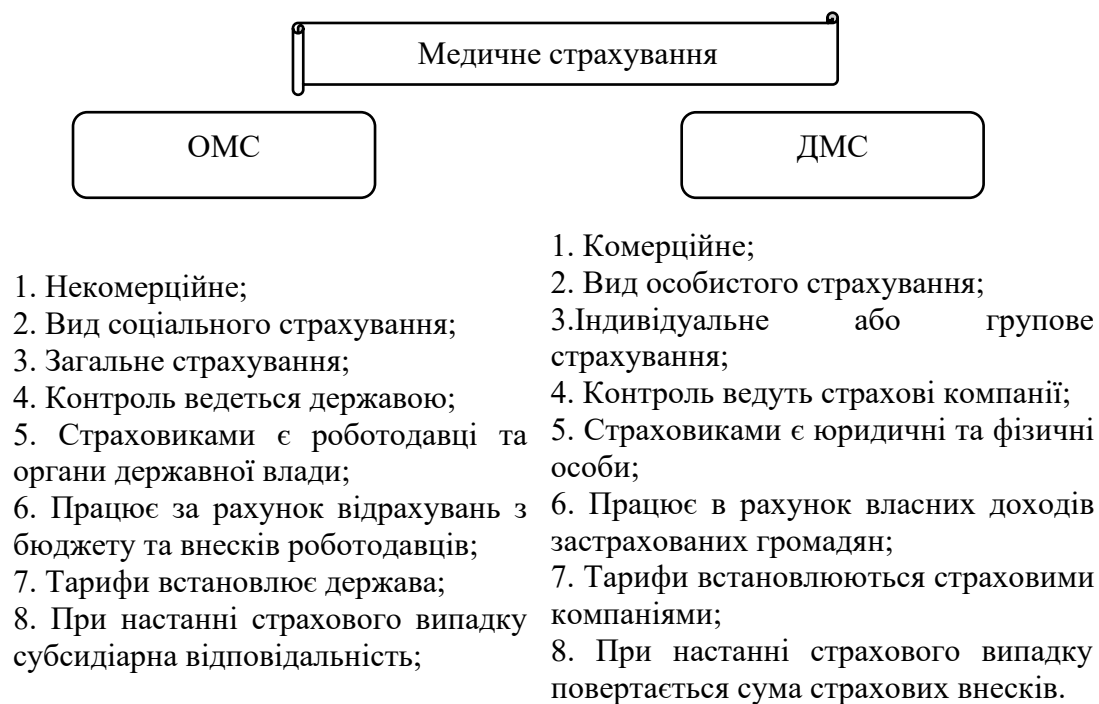 Медичне страхування
ОМС
ДМС
1. Некомерційне;
2. Вид соціального страхування;
3. Загальне страхування;
4. Контроль ведеться державою;
5. Страховиками є роботодавці та
органи державної влади;
6. Працює за рахунок відрахувань з
бюджету та внесків роботодавців;
7. Тарифи встановлює держава;
8. При настанні страхового випадку
субсидіарна відповідальність;
1. Комерційне;
2. Вид особистого страхування;
3.Індивідуальне або групове
страхування;
4. Контроль ведуть страхові компанії;
5. Страховиками є юридичні та фізичні
особи;
6. Працює в рахунок власних доходів
застрахованих громадян;
7. Тарифи встановлюються страховими
компаніями;
8. При настанні страхового випадку
повертається сума страхових внесків.